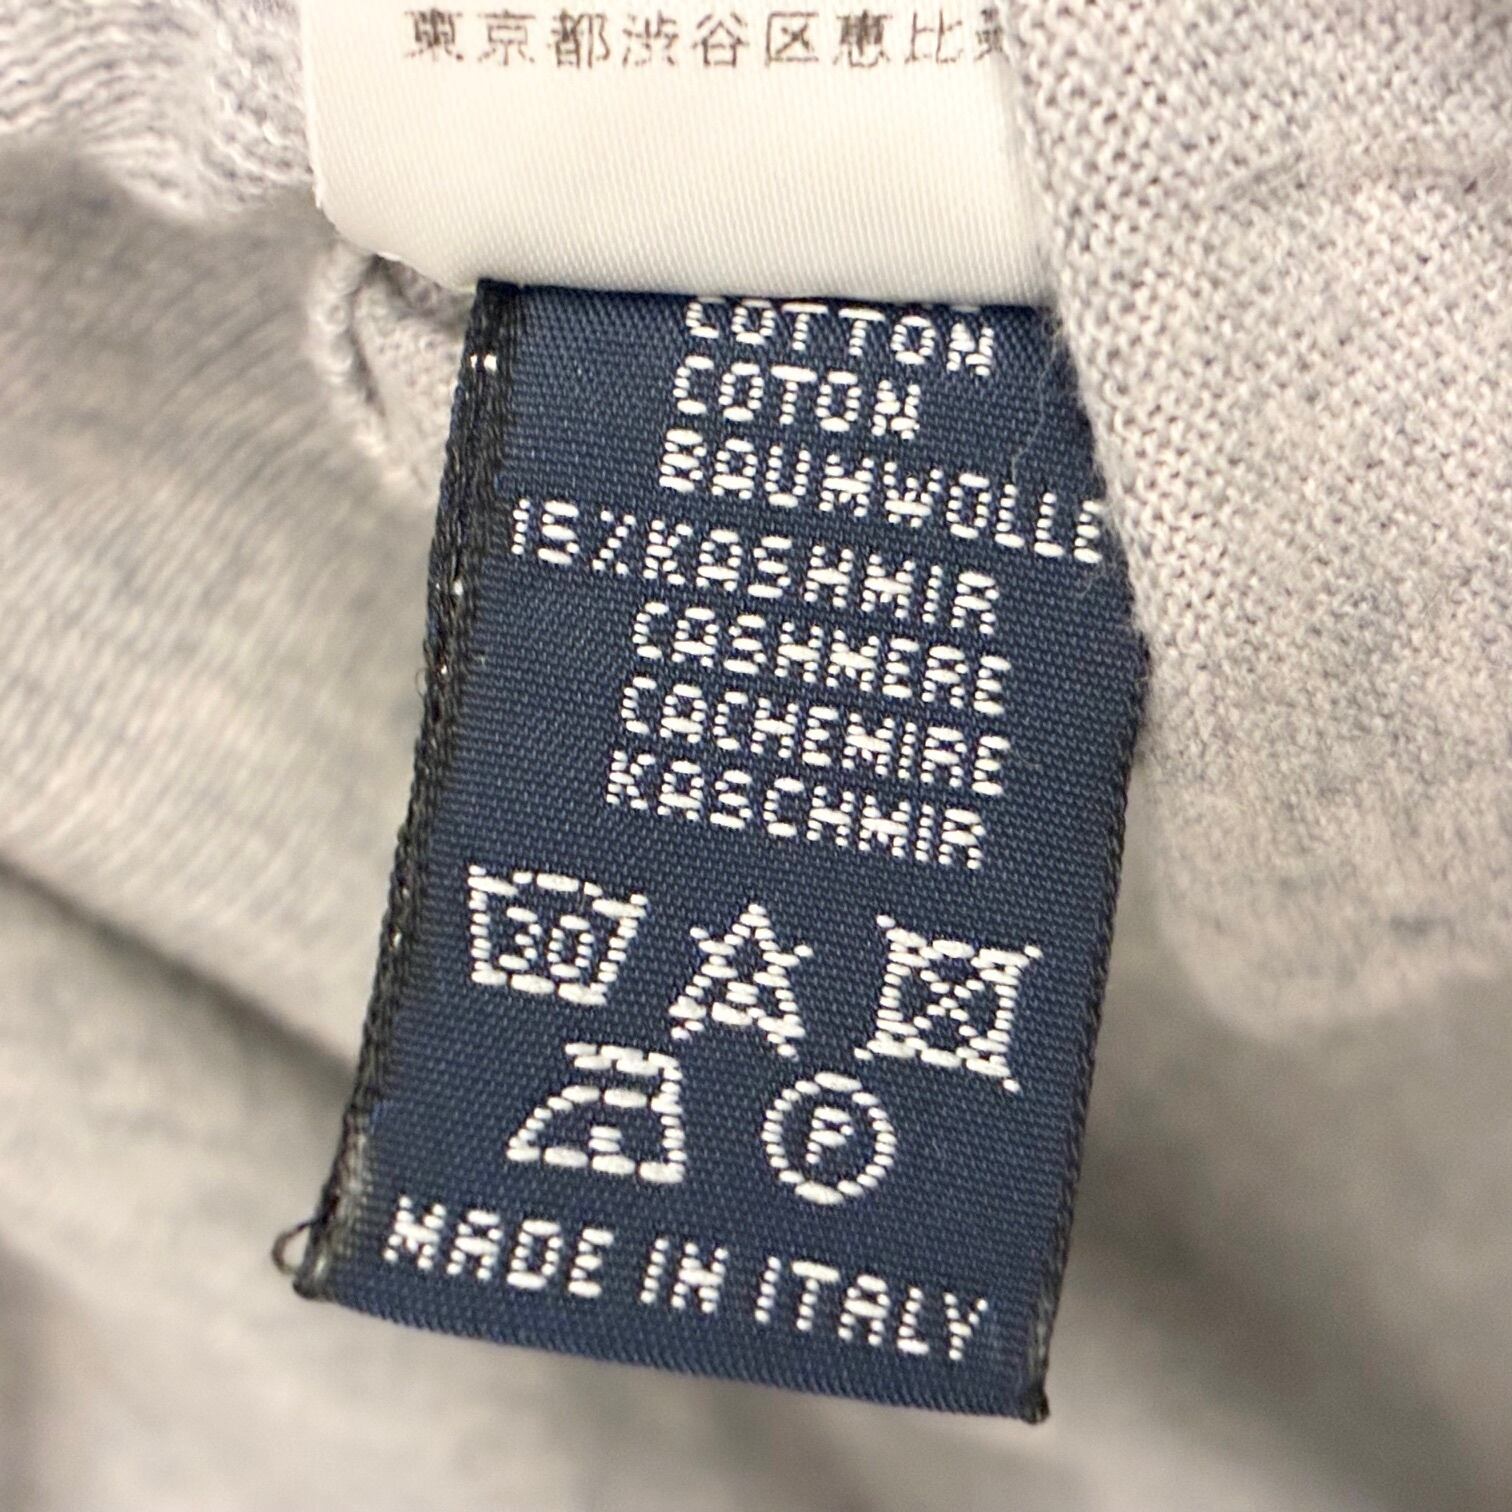 東京都渋谷区恵比
COTTON
COTON
BAUMWOLLE
15%KASHMIR
CASHMERE
CACHEMIRE
KASCHMIR
30
P
MADE IN ITALY